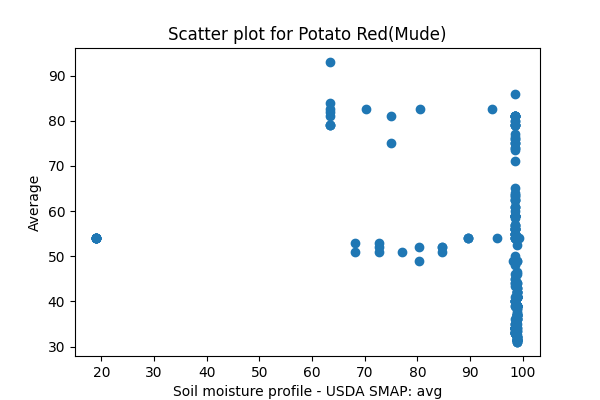 Scatter plot for Potato Red(Mude)
90
80
70
60
50
40
30
Average
20 30 40 50 60 70 80 90 100
Soil moisture profile - USDA SMAP: avg